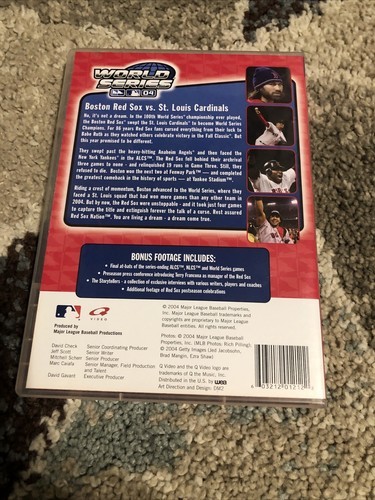 WORLD
SERIES
04
Boston Red Sox vs. St. Louis Cardinals
No, it's not a dream. In the 100th World Series championship ever played,
the Boston Red Sox swept the St. Louis Cardinals to become World Series
Champions. For 86 years Red Sox fans cursed everything from their luck to
Babe Ruth as they watched others celebrate victory in the Fall Classic. But
this year promised to be different.
They swept past the heavy-hitting Anaheim Angels and then faced the
New York Yankees in the ALCS™. The Red Sox fell behind their archrival
three games to none - and relinquished 19 runs in Game Three. Still, they
refused to die. Boston won the next two at Fenway Park™ — and completed
the greatest comeback in the history of sports — at Yankee Stadium™.
Riding a crest of momentum, Boston advanced to the World Series, where they
faced a St. Louis squad that had won more games than any other team in
2004. But by now, the Red Sox were unstoppable - and it took just four games
to capture the title and extinguish forever the talk of a curse. Rest assured
Red Sox Nation™. You are living a dream - a dream come true.
BONUS FOOTAGE INCLUDES:
• Final at-bats of the series-ending ALCS, NLCS and World Series games
• Preseason press conference introducing Terry Francona as manager of the Red Sox
• The Storytellers - a collection of exclusive interviews with various writers, players and coaches
• Additional footage of Red Sox postseason celebrations
Q
VIDEO
Produced by
Major League Baseball Productions
David Check Senior Coordinating Producer
Jeff Scott Senior Writer
Mitchell Scherr Senior Producer
Marc Caiafa Senior Manager, Field Production
and Talent
David Gavant Executive Producer
© 2004 Major League Baseball Properties,
Inc. Major League Baseball trademarks
and copyrights are proprietary to Major League
Baseball entities. All rights reserved.
Photos: © 2004 Major League Baseball
Properties, Inc. (MLB Photos: Rich Pilling)
© 2004 Getty Images (Jed Jacobsohn,
Brad Mangin, Ezra Shaw)
Q Video and the Q Video logo are
trademarks of the Q Music, Inc.
Distributed in the U.S. by wea
Art Direction and Design: DM2
03212 01212